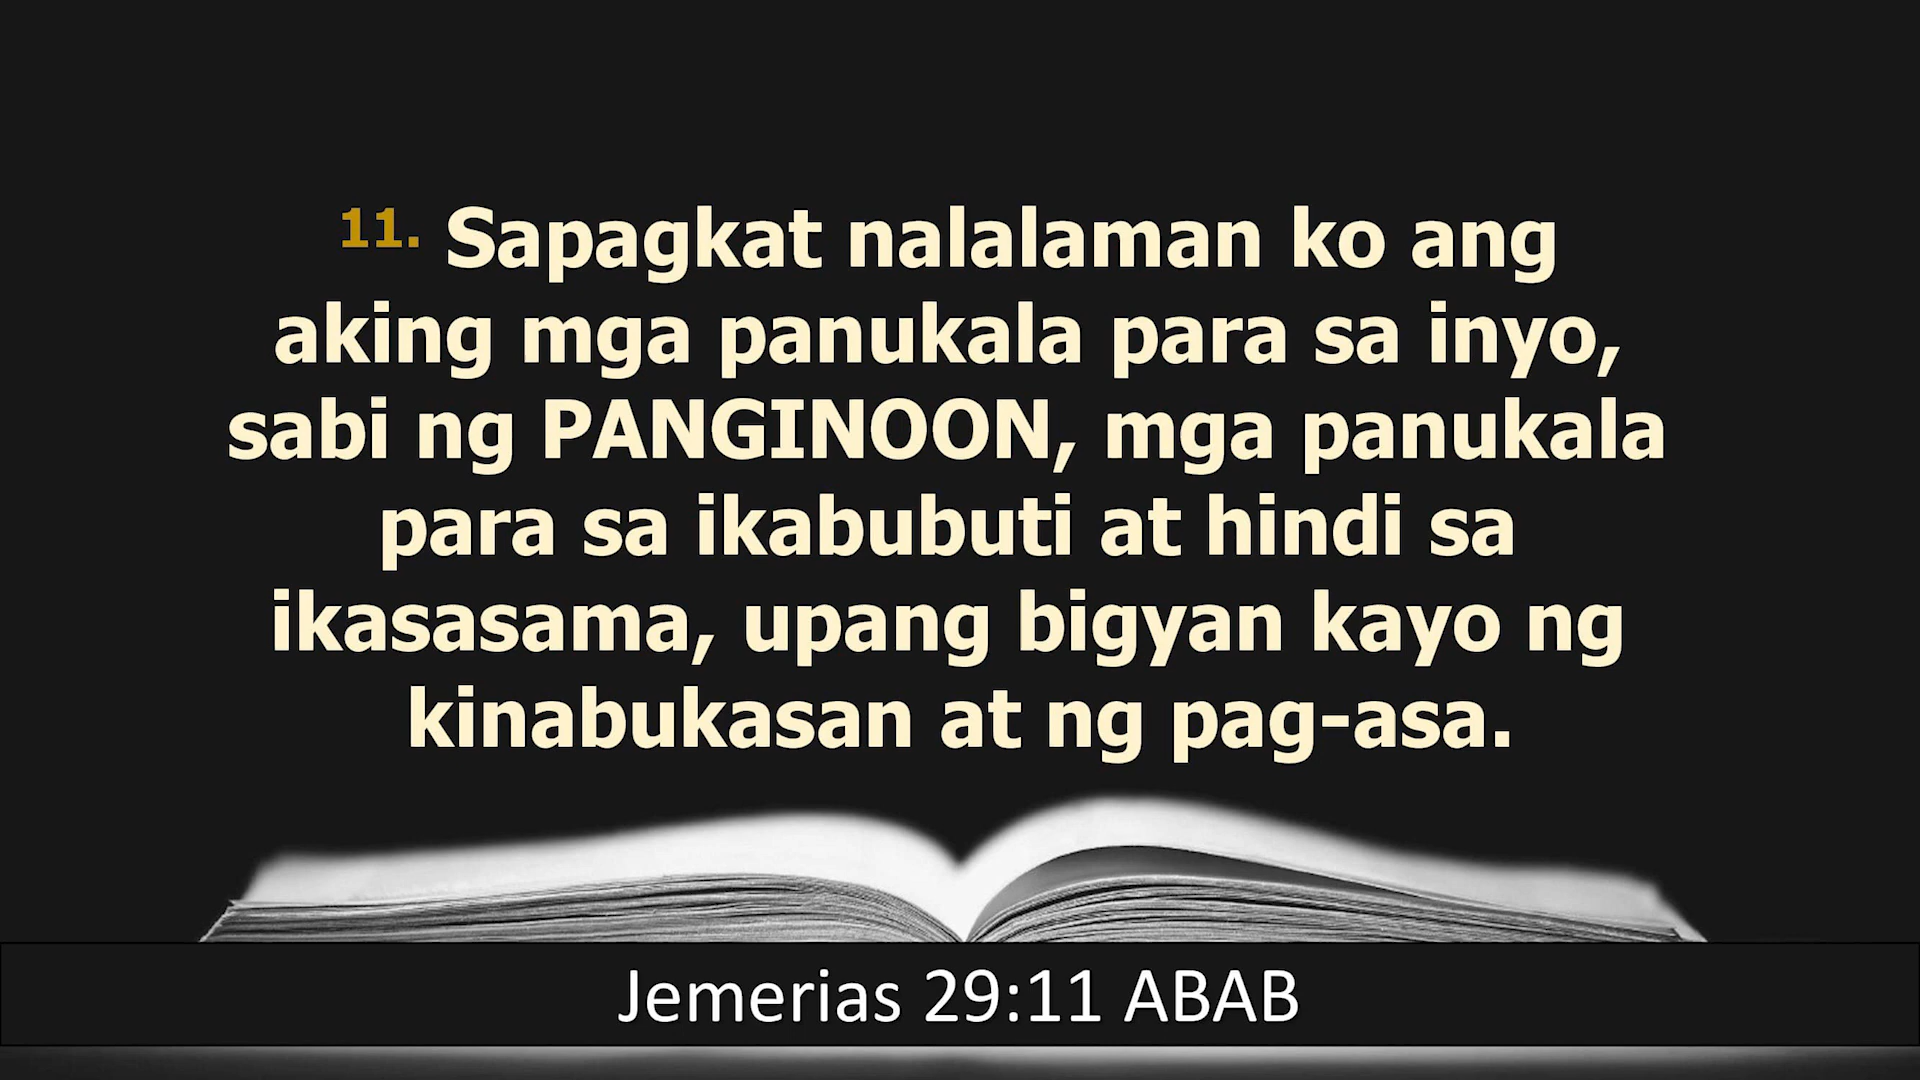 11. Sapagkat nalalaman ko ang
aking mga panukala para sa inyo,
sabi ng PANGINOON, mga panukala
para sa ikabubuti at hindi sa
ikasasama, upang bigyan kayo ng
kinabukasan at ng pag-asa.
Jemerias 29:11 ABAB